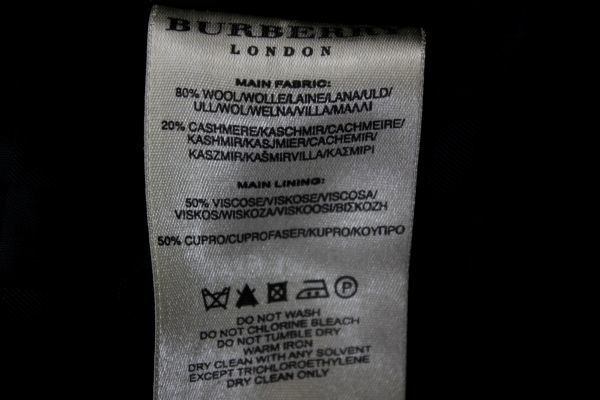 BURBERRY
LONDON
MAIN FABRIC:
80% WOOL/WOLLE/LAINE/LANA/ULD/
ULL/WOL/WEŁNA/VILLA/ΜΑΛΛΙ
20% CASHMERE/KASCHMIR/CACHMEIRE/
KASHMIR/KASJMIER/CACHEMIR/
KASZMIR/KAŠMIRVILLA/ΚΑΣΜΙΡΙ
MAIN LINING:
50% VISCOSE/VISKOSE/VISCOSA/
VISKOS/WISKOZA/VISKOOSI/ΒΙΣΚΟΖΗ
50% CUPRO/CUPROFASER/KUPRO/ΚΟΥΠΡΟ
P
DO NOT WASH
DO NOT CHLORINE BLEACH
DO NOT TUMBLE DRY
WARM IRON
DRY CLEAN WITH ANY SOLVENT
EXCEPT TRICHLOROETHYLENE
DRY CLEAN ONLY